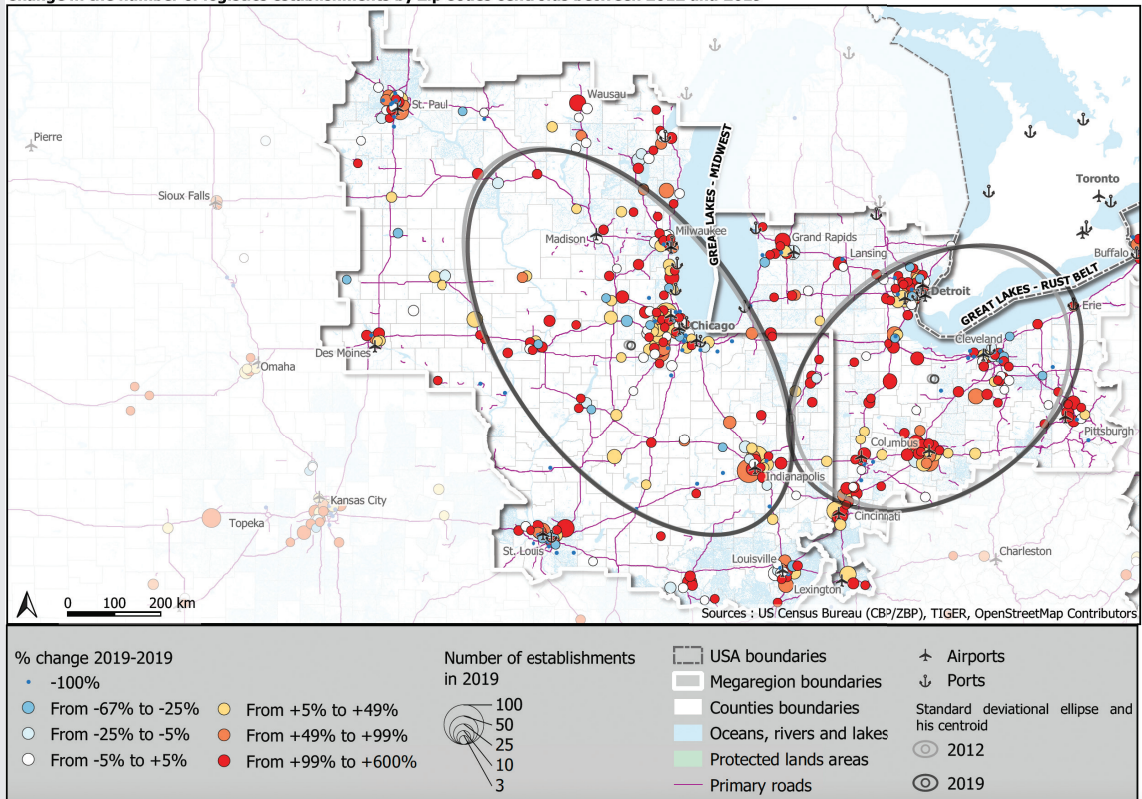 Pierre
St. Paul
Wausau
Sioux Falls
Toronto
Madison
Milwaukee
GREAT LAKES - MIDWEST
Grand Rapids
Lansing
Buffalo
Detroit
GREAT LAKES - RUST BELT
Erie
Chicago
Cleveland
Des Moines
Omaha
Pittsburgh
Columbus
Indianapolis
Kansas City
Topeka
Cincinnati
St. Louis
Louisville
Charleston
Lexington
0 100 200 km
Sources : US Census Bureau (CBP/ZBP), TIGER, OpenStreetMap Contributors
% change 2019-2019
-100%
From -67% to -25%
From -25% to -5%
From -5% to +5%
From +5% to +49%
From +49% to +99%
From +99% to +600%
Number of establishments
in 2019
100
50
25
10
3
USA boundaries
Megaregion boundaries
Counties boundaries
Oceans, rivers and lakes
Protected lands areas
Primary roads
Airports
Ports
Standard deviational ellipse and
his centroid
2012
2019